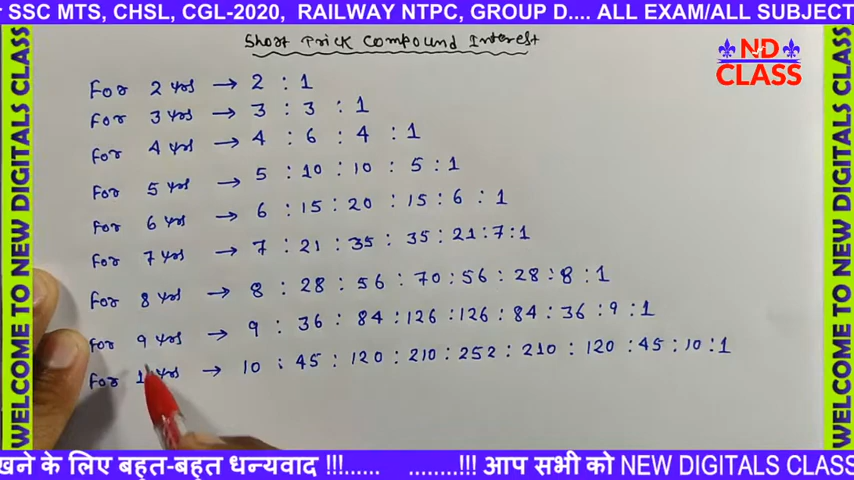 SSC MTS, CHSL, CGL-2020, RAILWAY NTPC, GROUP D.... ALL EXAM/ALL SUBJECT
Short Trick Compound Interest
ND
CLASS
For 2 yrs → 2 : 1
For 3 yrs → 3 : 3 : 1
For 4 yrs → 4 : 6 : 4 : 1
For 5 yrs → 5 : 10 : 10 : 5 : 1
For 6 yrs → 6 : 15 : 20 : 15 : 6 : 1
For 7 yrs → 7 : 21 : 35 : 35 : 21 : 7 : 1
For 8 yrs → 8 : 28 : 56 : 70 : 56 : 28 : 8 : 1
For 9 yrs → 9 : 36 : 84 : 126 : 126 : 84 : 36 : 9 : 1
For yrs → 10 : 45 : 120 : 210 : 252 : 210 : 120 : 45 : 10 : 1
WELCOME TO NEW DIGITALS CLASS
WELCOME TO NEW DIGITALS CLASS
के लिए बहुत-बहुत धन्यवाद !!!...... ........!!! आप सभी को NEW DIGITALS CLASS